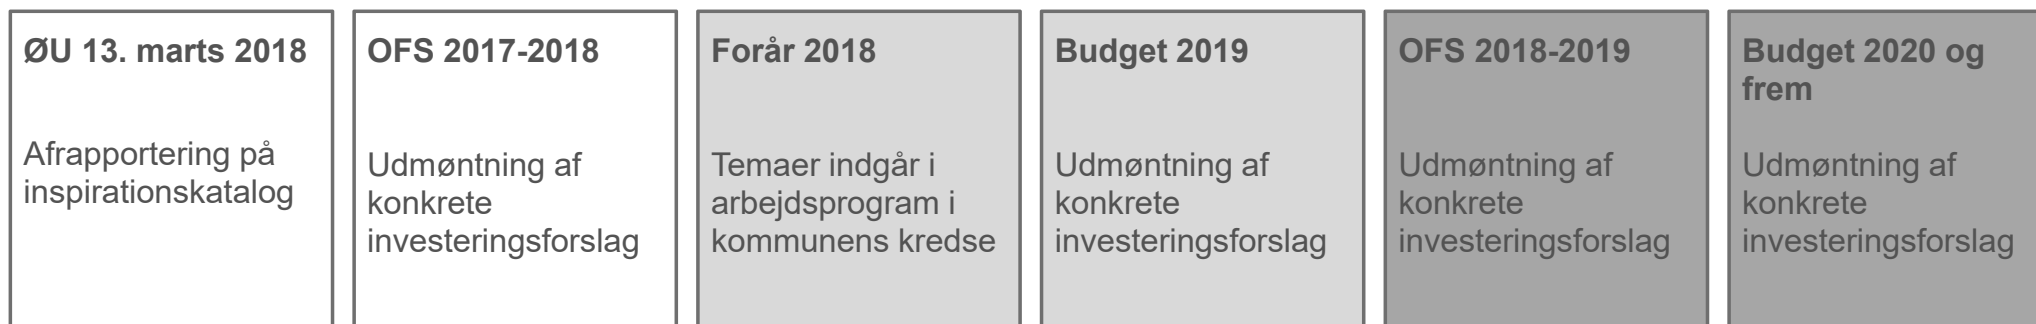 ØU 13. marts 2018
Afrapportering på
inspirationskatalog
OFS 2017-2018
Udmøntning af
konkrete
investeringsforslag
Forår 2018
Temaer indgår i
arbejdsprogram i
kommunens kredse
Budget 2019
Udmøntning af
konkrete
investeringsforslag
OFS 2018-2019
Udmøntning af
konkrete
investeringsforslag
Budget 2020 og
frem
Udmøntning af
konkrete
investeringsforslag